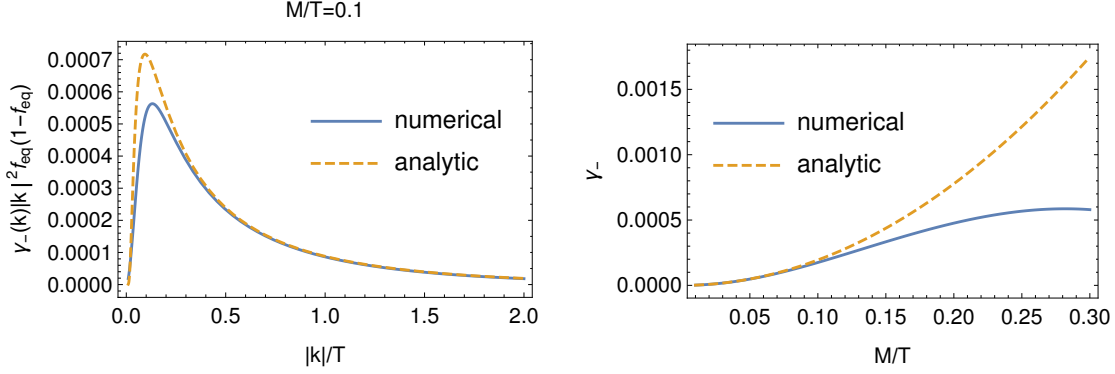 M/T=0.1
γ₋(k)|k|²f_eq(1−f_eq)
0.0007
0.0006
0.0005
0.0004
0.0003
0.0002
0.0001
0.0000
numerical
analytic
0.0
0.5
1.0
1.5
2.0
|k|/T
γ₋
0.0015
0.0010
0.0005
0.0000
numerical
analytic
0.05
0.10
0.15
0.20
0.25
0.30
M/T